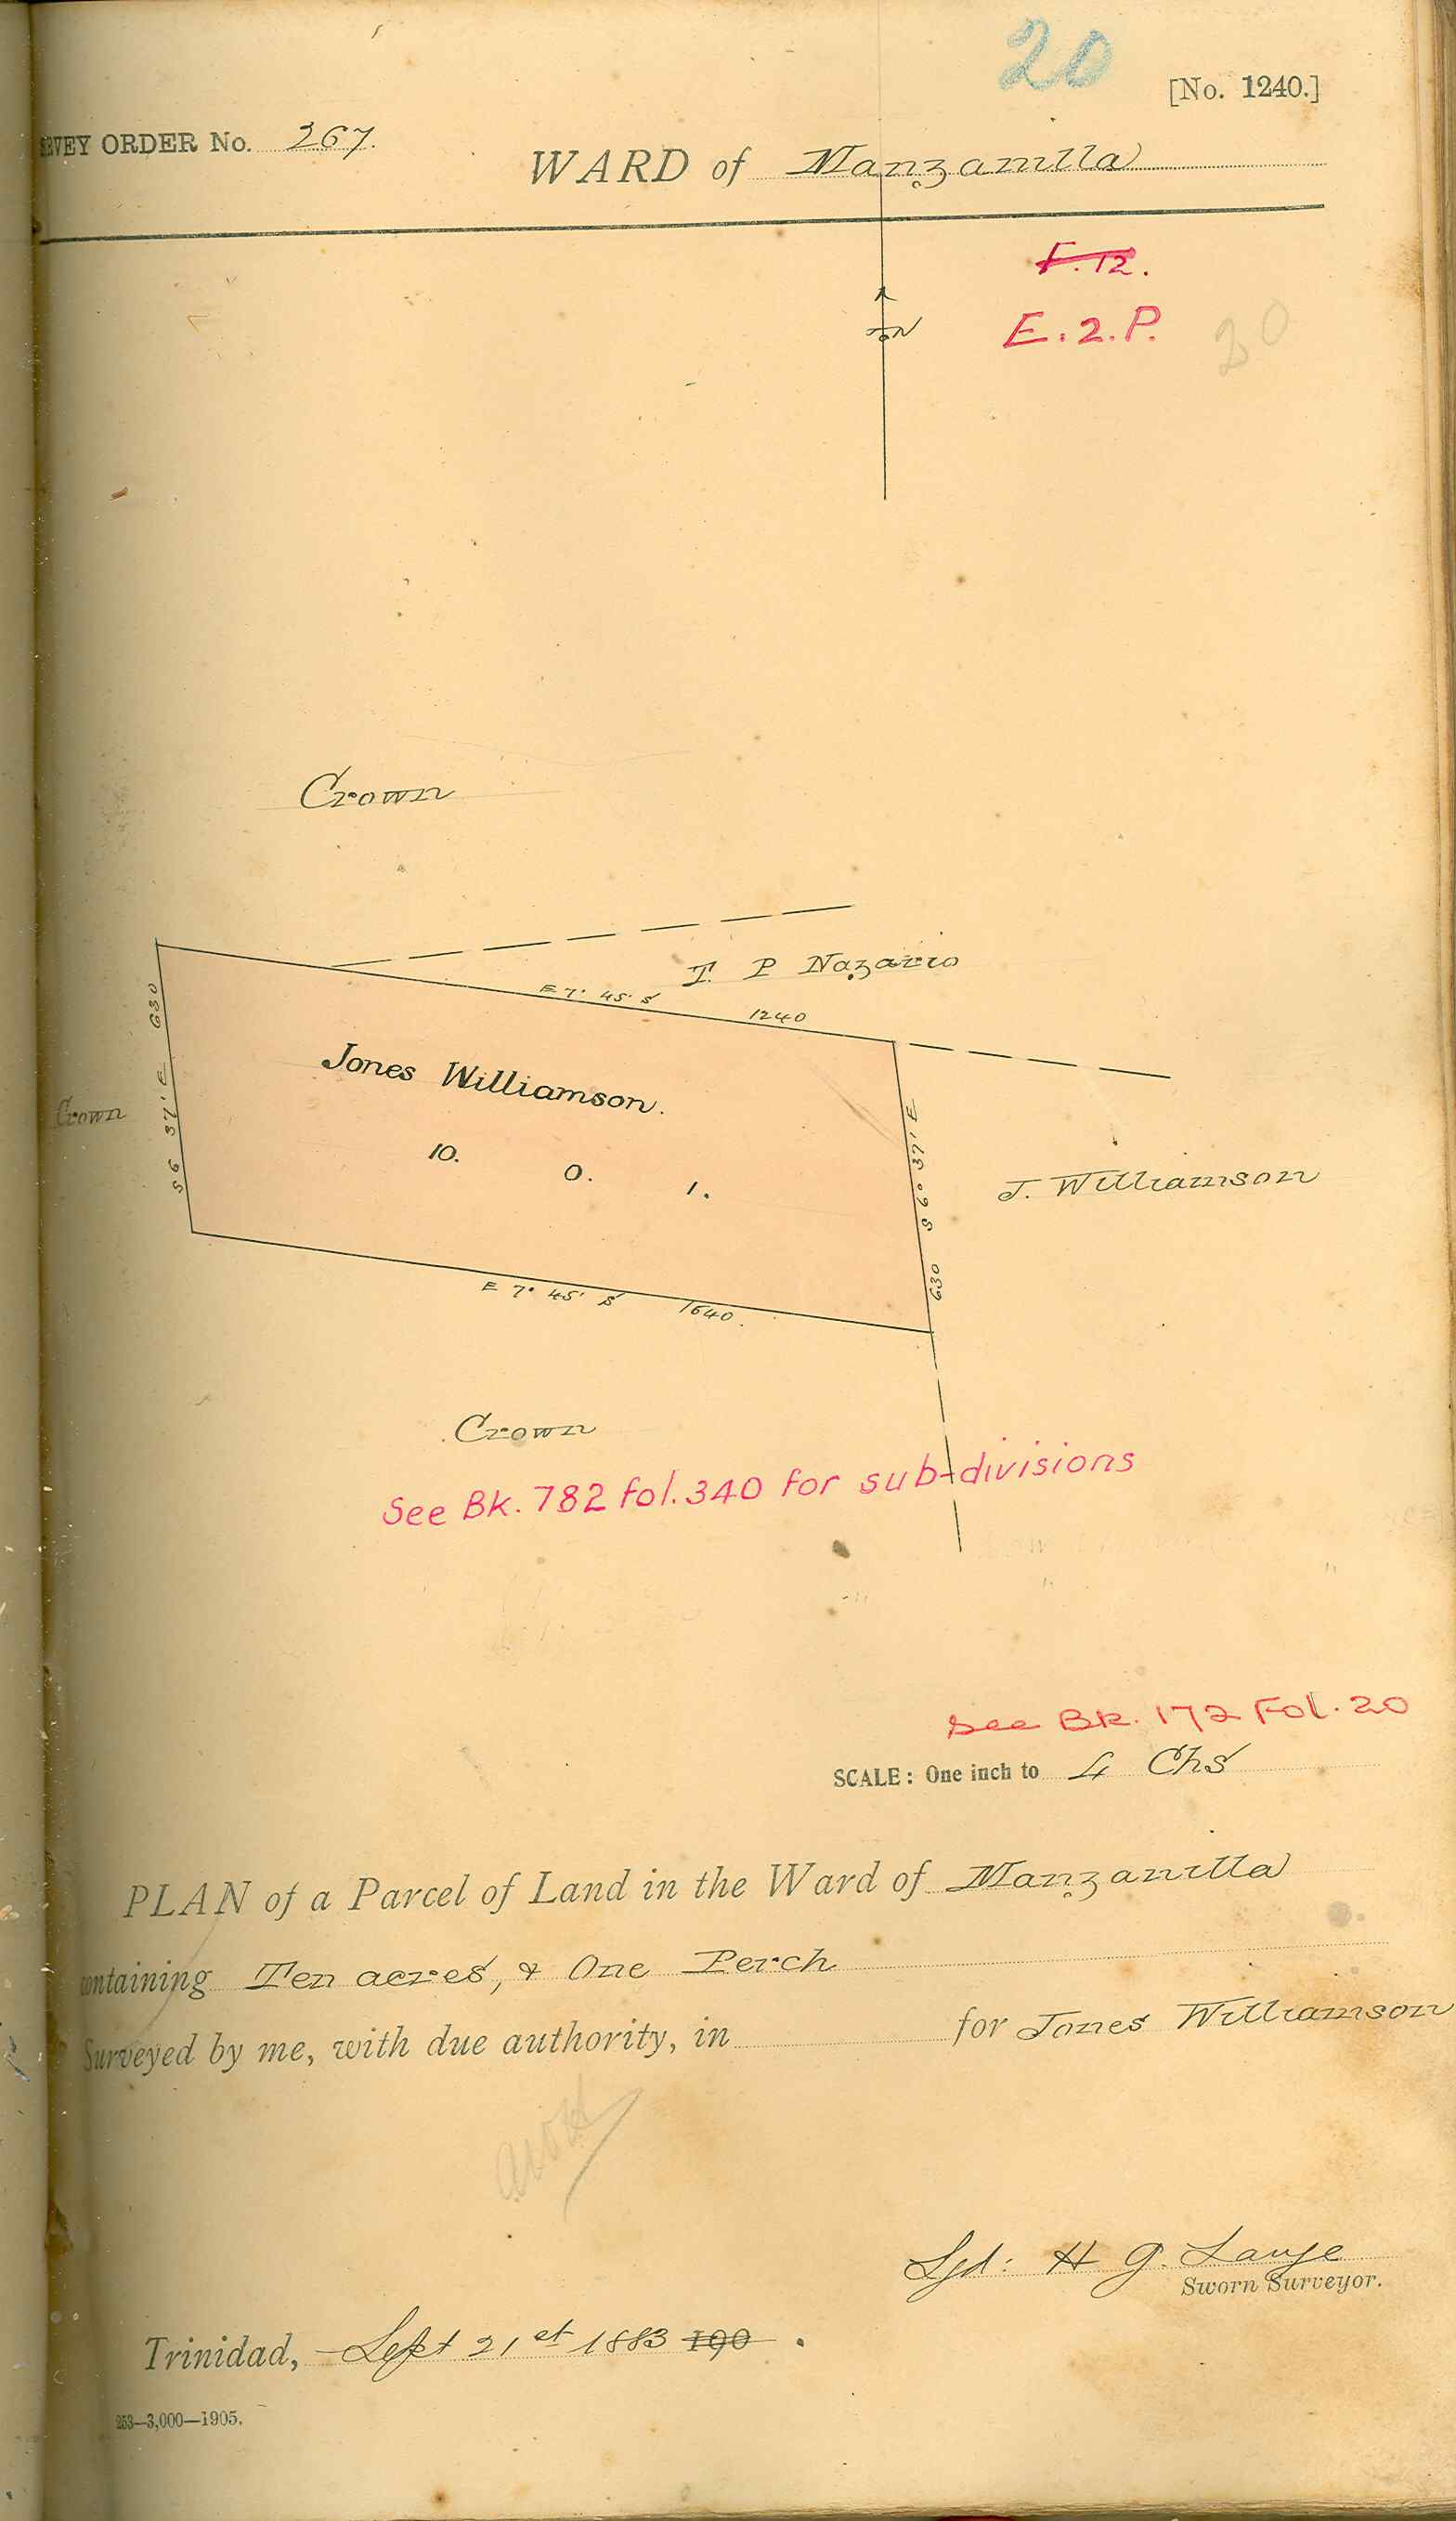 20
[No. 1240.]
SURVEY ORDER No. 267.
WARD of Manzanilla
F. 12.
N
E. 2. P.
20
Crown
T. P Nazario
E 7° 45' S 1240
S 6 37' E 630
Jones Williamson.
Crown
10. 0. 1.
630 S 6° 37' E
J. Williamson
E 7° 45' S 1640.
Crown
See Bk. 782 fol. 340 for sub-divisions
See Bk. 172 Fol. 20
SCALE: One inch to 4 Chs
PLAN of a Parcel of Land in the Ward of Manzanilla
containing Ten acres, & One Perch
Surveyed by me, with due authority, in for Jones Williamson
Sgd: H G. Lange
Sworn Surveyor.
Trinidad, Sept 21st 1883 190 .
253—3,000—1905.